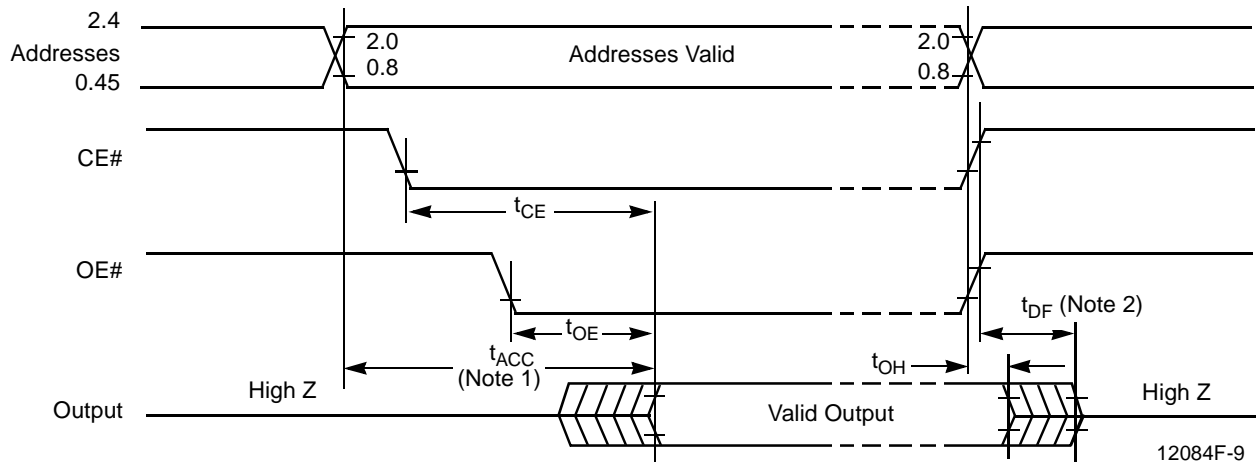 2.4
Addresses
0.45
2.0
0.8
Addresses Valid
2.0
0.8
CE#
tCE
OE#
tOE
tDF (Note 2)
tACC
(Note 1)
tOH
High Z
High Z
Output
Valid Output
12084F-9